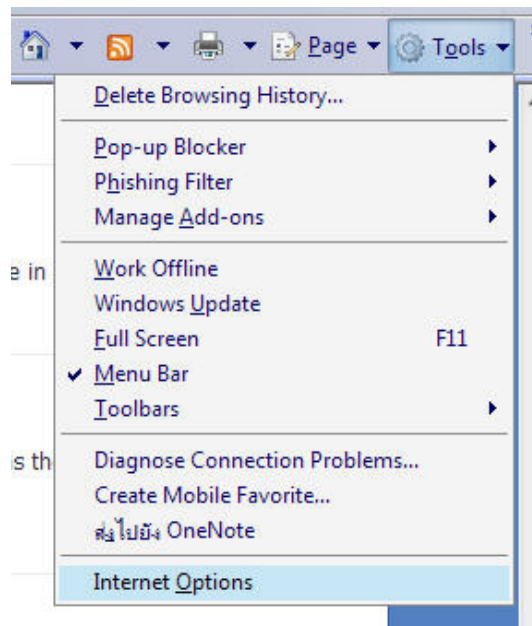 Page Tools
Delete Browsing History...
Pop-up Blocker
Phishing Filter
Manage Add-ons
e in
Work Offline
Windows Update
Full Screen F11
Menu Bar
Toolbars
s th
Diagnose Connection Problems...
Create Mobile Favorite...
ส่งไปยัง OneNote
Internet Options